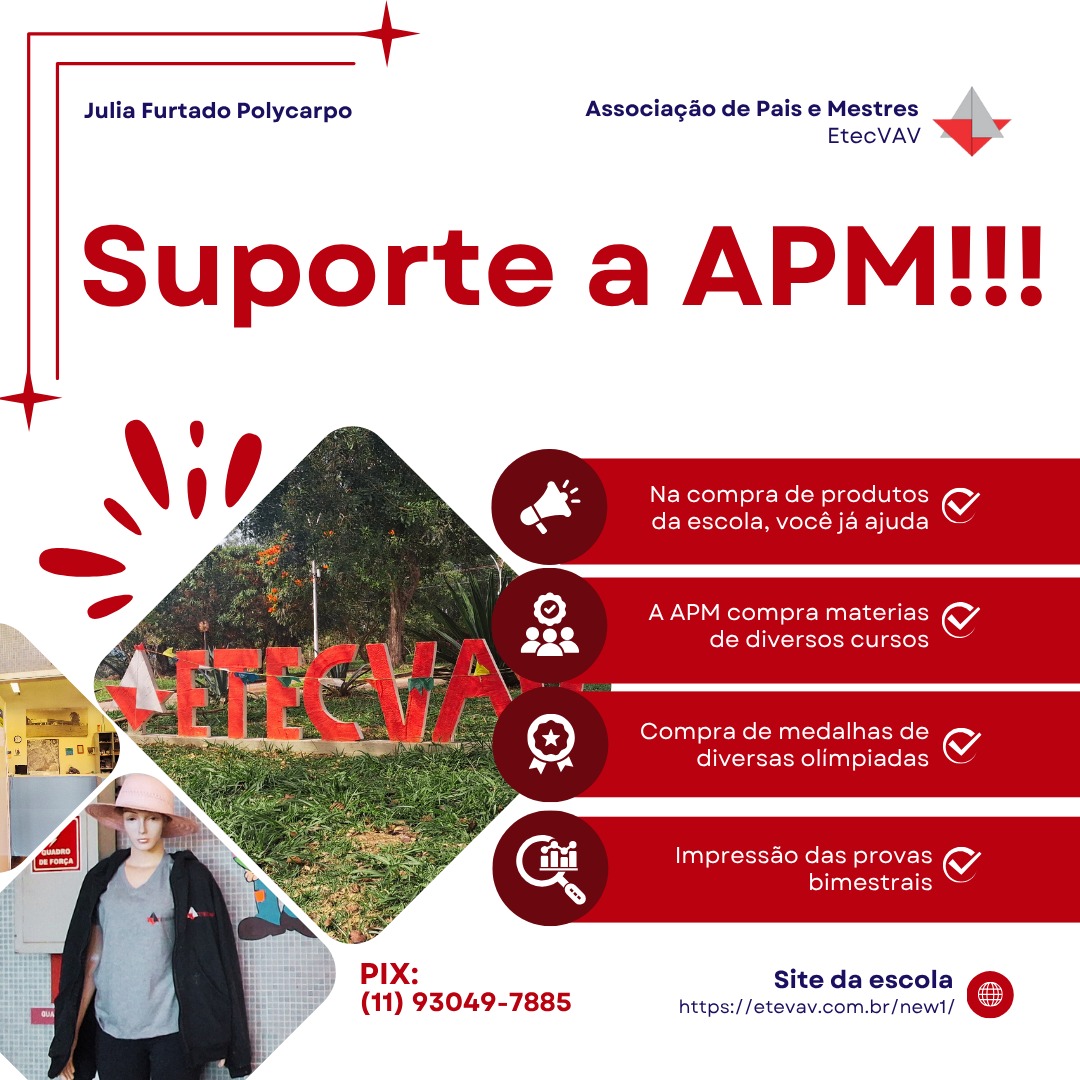 Julia Furtado Polycarpo
Associação de Pais e Mestres
EtecVAV
Suporte a APM!!!
Na compra de produtos
da escola, você já ajuda
A APM compra materias
de diversos cursos
Compra de medalhas de
diversas olímpiadas
Impressão das provas
bimestrais
ETECVAV
QUADRO
DE FORÇA
PIX:
(11) 93049-7885
Site da escola
https://etevav.com.br/new1/